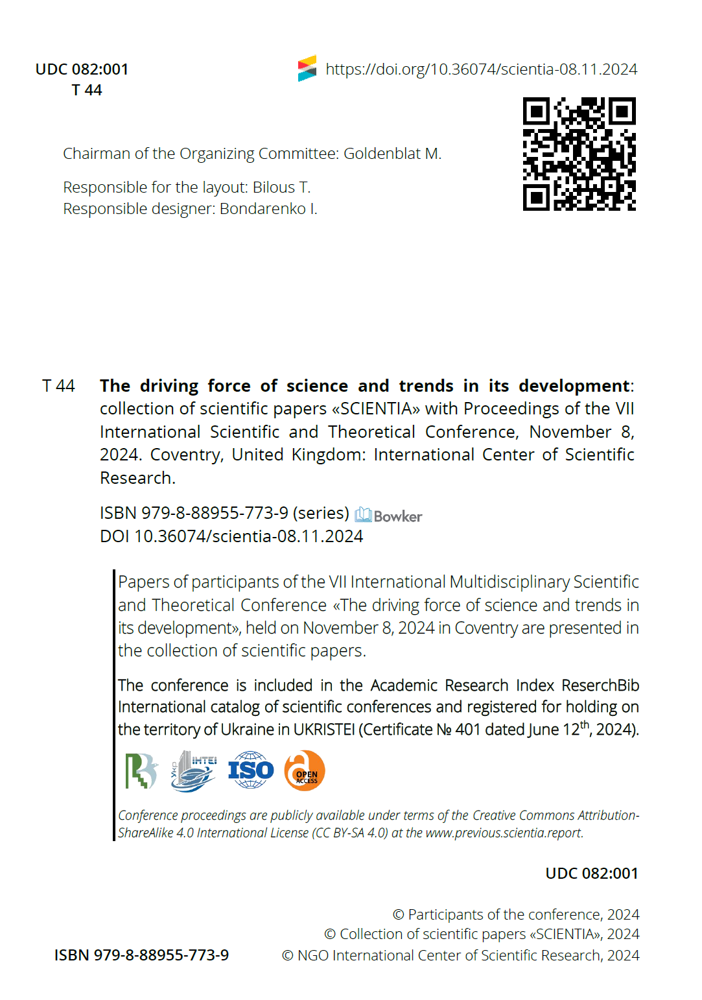 UDC 082:001
T 44
https://doi.org/10.36074/scientia-08.11.2024
Chairman of the Organizing Committee: Goldenblat M.
Responsible for the layout: Bilous T.
Responsible designer: Bondarenko I.
T 44 The driving force of science and trends in its development:
collection of scientific papers «SCIENTIA» with Proceedings of the VII
International Scientific and Theoretical Conference, November 8,
2024. Coventry, United Kingdom: International Center of Scientific
Research.
ISBN 979-8-88955-773-9 (series) Bowker
DOI 10.36074/scientia-08.11.2024
Papers of participants of the VII International Multidisciplinary Scientific
and Theoretical Conference «The driving force of science and trends in
its development», held on November 8, 2024 in Coventry are presented in
the collection of scientific papers.
The conference is included in the Academic Research Index ReserchBib
International catalog of scientific conferences and registered for holding on
the territory of Ukraine in UKRISTEI (Certificate № 401 dated June 12th, 2024).
R УКР ІНТЕІ ISO a OPEN ACCESS
Conference proceedings are publicly available under terms of the Creative Commons Attribution-
ShareAlike 4.0 International License (CC BY-SA 4.0) at the www.previous.scientia.report.
UDC 082:001
© Participants of the conference, 2024
© Collection of scientific papers «SCIENTIA», 2024
ISBN 979-8-88955-773-9 © NGO International Center of Scientific Research, 2024